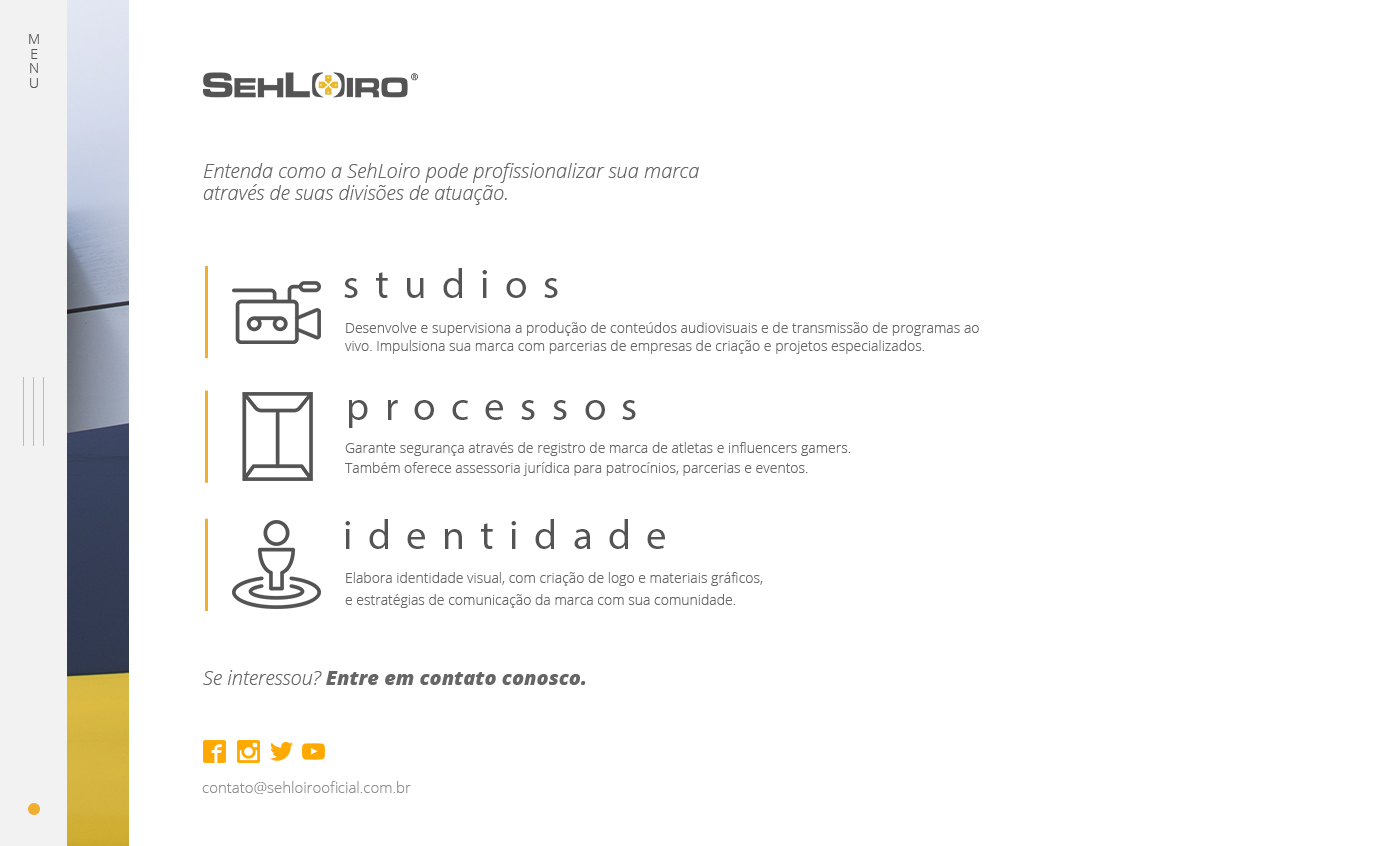 M
E
N
U
SEHLOIRO®
Entenda como a SehLoiro pode profissionalizar sua marca
através de suas divisões de atuação.
studios
Desenvolve e supervisiona a produção de conteúdos audiovisuais e de transmissão de programas ao
vivo. Impulsiona sua marca com parcerias de empresas de criação e projetos especializados.
processos
Garante segurança através de registro de marca de atletas e influencers gamers.
Também oferece assessoria jurídica para patrocínios, parcerias e eventos.
identidade
Elabora identidade visual, com criação de logo e materiais gráficos,
e estratégias de comunicação da marca com sua comunidade.
Se interessou? Entre em contato conosco.
contato@sehloirooficial.com.br